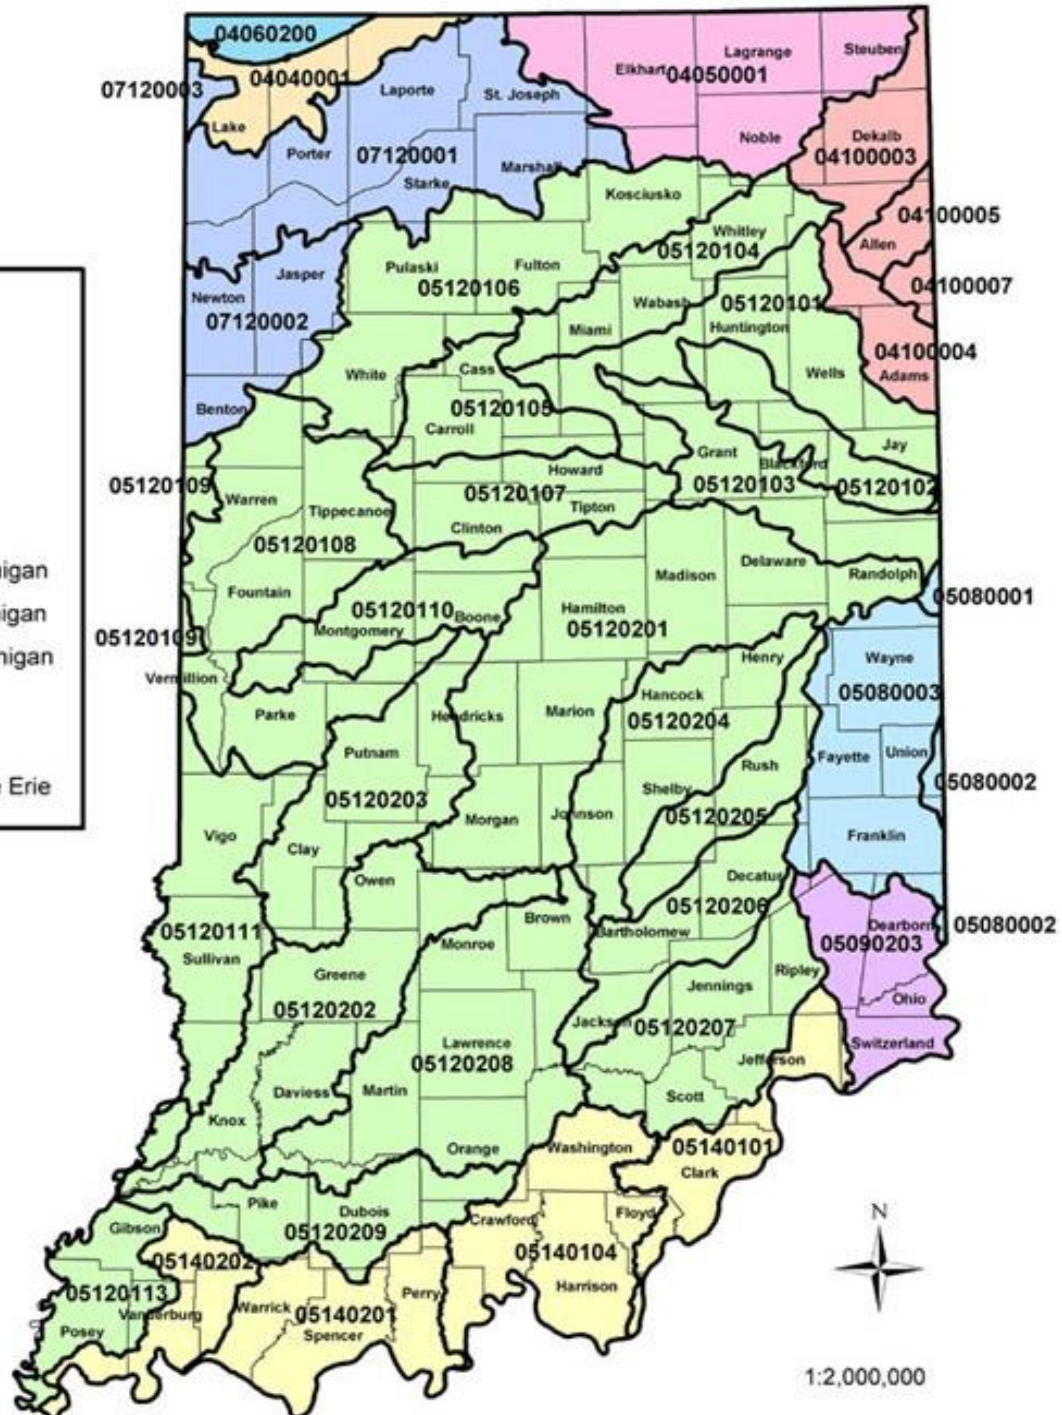 04060200
Lagrange
Steuben
Elkhart
04050001
04040001
07120003
Laporte
St. Joseph
Lake
Noble
Dekalb
Porter
07120001
04100003
Marshall
Starke
Kosciusko
04100005
Whitley
Allen
04120104
Jasper
Pulaski
Fulton
04100007
05120106
Newton
Wabash
05120101
07120002
Miami
Huntington
04100004
White
Cass
Wells
Adams
Benton
05120105
Carroll
Jay
Grant
Blackford
Howard
05120109
05120103
05120102
Warren
05120107
Tippecanoe
Tipton
Clinton
05120108
higan
Delaware
Madison
Randolph
Fountain
05080001
higan
05120110
Boone
Hamilton
Montgomery
05120201
05120109
higan
Henry
Wayne
Vermillion
05080003
Hancock
Parke
Hendricks
Marion
05120204
Putnam
Fayette
Union
Rush
e Erie
05080002
Shelby
05120203
Morgan
Johnson
05120205
Vigo
Franklin
Clay
Owen
Decatur
05120206
Brown
Dearborn
05080002
05120111
Bartholomew
Monroe
05090203
Sullivan
Greene
Ripley
Jennings
Ohio
05120202
Jackson
05120207
Lawrence
Switzerland
05120208
Jefferson
Daviess
Martin
Scott
Knox
Orange
Washington
05140101
Clark
Pike
Dubois
Floyd
Crawford
N
Gibson
05120209
05140202
05140104
05120113
Perry
Harrison
Vanderburg
Warrick
05140201
Posey
Spencer
1:2,000,000